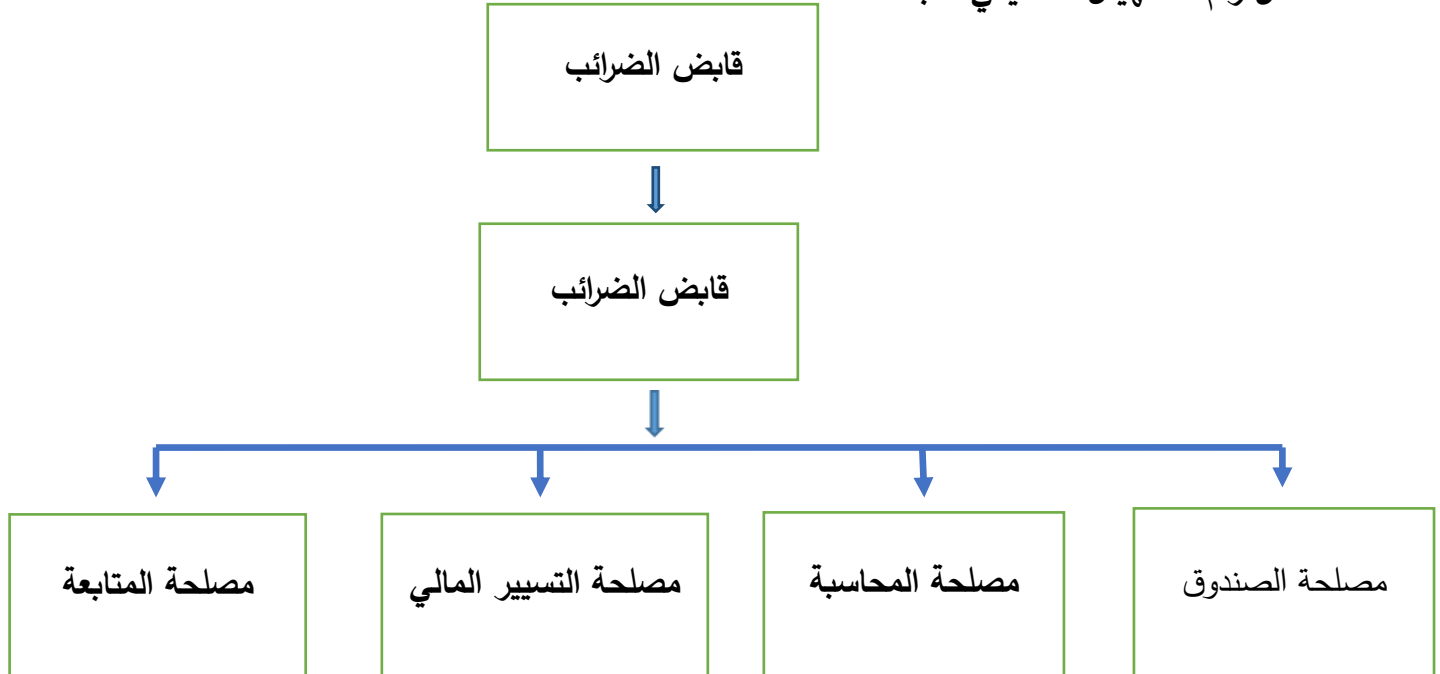 قابض الضرائب
قابض الضرائب
مصلحة الصندوق
مصلحة المحاسبة
مصلحة التسيير المالي
مصلحة المتابعة